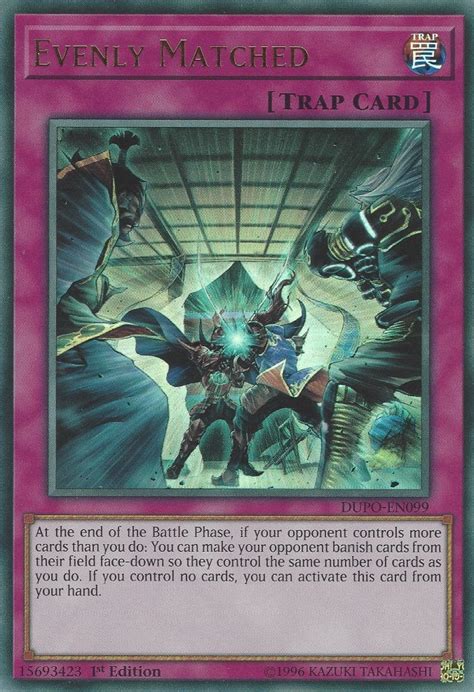 EVENLY MATCHED
TRAP
罠
[TRAP CARD]
DUPO-EN099
At the end of the Battle Phase, if your opponent controls more
cards than you do: You can make your opponent banish cards from
their field face-down so they control the same number of cards as
you do. If you control no cards, you can activate this card from
your hand.
15693423 1st Edition ©1996 KAZUKI TAKAHASHI